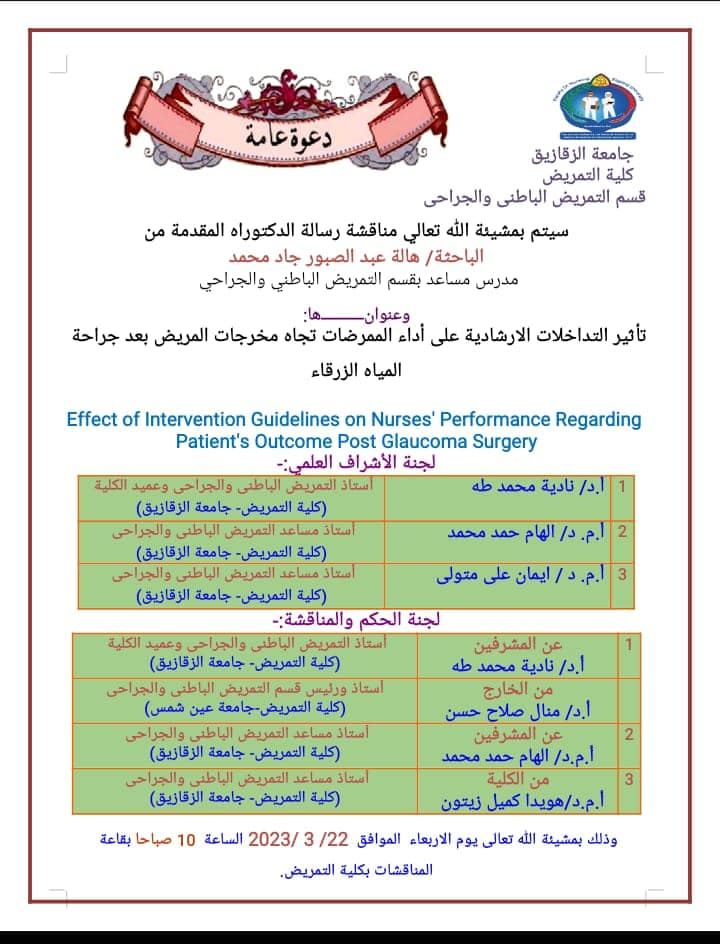 دعوة عامة
جامعة الزقازيق
كلية التمريض
قسم التمريض الباطنى والجراحى
سيتم بمشيئة الله تعالي مناقشة رسالة الدكتوراه المقدمة من
الباحثة/ هالة عبد الصبور جاد محمد
مدرس مساعد بقسم التمريض الباطني والجراحي
وعنوانـــــــــها:
تأثير التداخلات الارشادية على أداء الممرضات تجاه مخرجات المريض بعد جراحة
المياه الزرقاء
Effect of Intervention Guidelines on Nurses' Performance Regarding
Patient's Outcome Post Glaucoma Surgery
لجنة الأشراف العلمي:-
1 أ.د/ نادية محمد طه أستاذ التمريض الباطنى والجراحى وعميد الكلية
(كلية التمريض- جامعة الزقازيق)
2 أ.م. د/ الهام حمد محمد أستاذ مساعد التمريض الباطنى والجراحى
(كلية التمريض- جامعة الزقازيق)
3 أ.م. د / ايمان على متولى أستاذ مساعد التمريض الباطنى والجراحى
(كلية التمريض- جامعة الزقازيق)
لجنة الحكم والمناقشة:-
1 عن المشرفين أستاذ التمريض الباطنى والجراحى وعميد الكلية
أ.د/ نادية محمد طه (كلية التمريض- جامعة الزقازيق)
من الخارج أستاذ ورئيس قسم التمريض الباطنى والجراحى
أ.د/ منال صلاح حسن (كلية التمريض-جامعة عين شمس)
2 عن المشرفين أستاذ مساعد التمريض الباطنى والجراحى
أ.م.د/ الهام حمد محمد (كلية التمريض- جامعة الزقازيق)
3 من الكلية أستاذ مساعد التمريض الباطنى والجراحى
أ.م.د/هويدا كميل زيتون (كلية التمريض- جامعة الزقازيق)
وذلك بمشيئة الله تعالى يوم الاربعاء الموافق 22/ 3 /2023 الساعة 10 صباحا بقاعة
المناقشات بكلية التمريض.